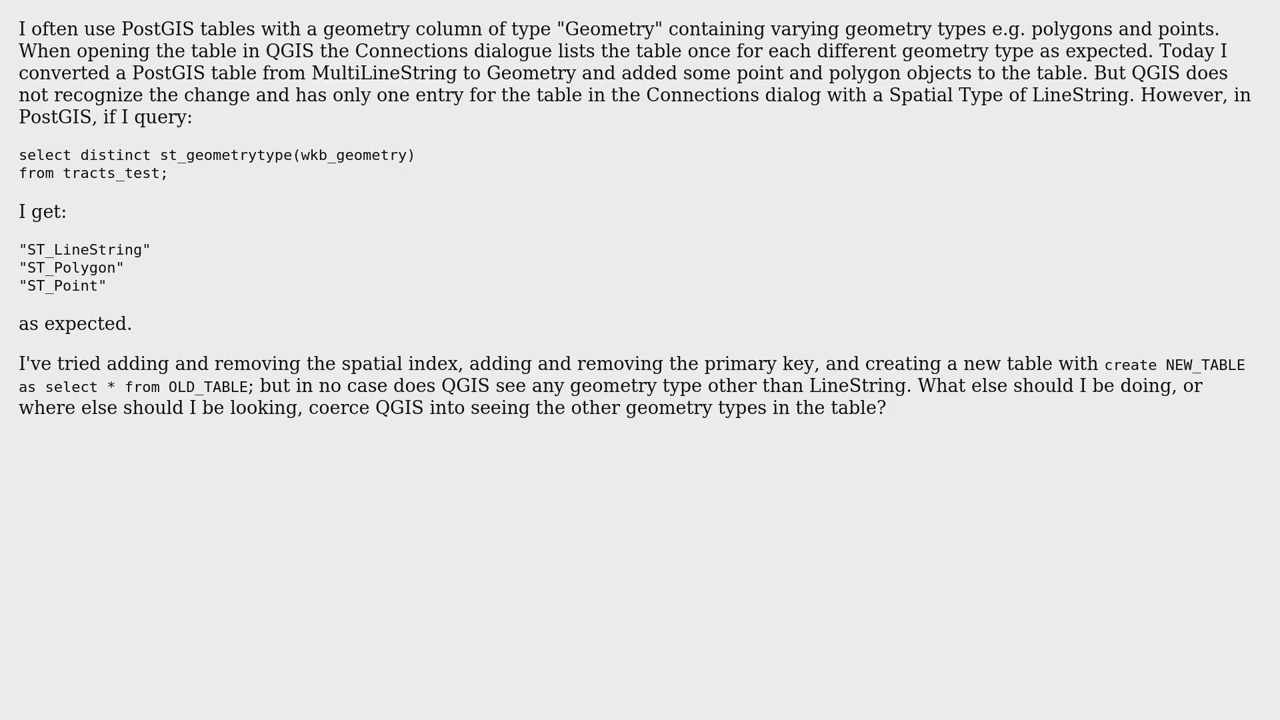 I often use PostGIS tables with a geometry column of type "Geometry" containing varying geometry types e.g. polygons and points.
When opening the table in QGIS the Connections dialogue lists the table once for each different geometry type as expected. Today I
converted a PostGIS table from MultiLineString to Geometry and added some point and polygon objects to the table. But QGIS does
not recognize the change and has only one entry for the table in the Connections dialog with a Spatial Type of LineString. However, in
PostGIS, if I query:
select distinct st_geometrytype(wkb_geometry)
from tracts_test;
I get:
"ST_LineString"
"ST_Polygon"
"ST_Point"
as expected.
I've tried adding and removing the spatial index, adding and removing the primary key, and creating a new table with create NEW_TABLE
as select * from OLD_TABLE; but in no case does QGIS see any geometry type other than LineString. What else should I be doing, or
where else should I be looking, coerce QGIS into seeing the other geometry types in the table?